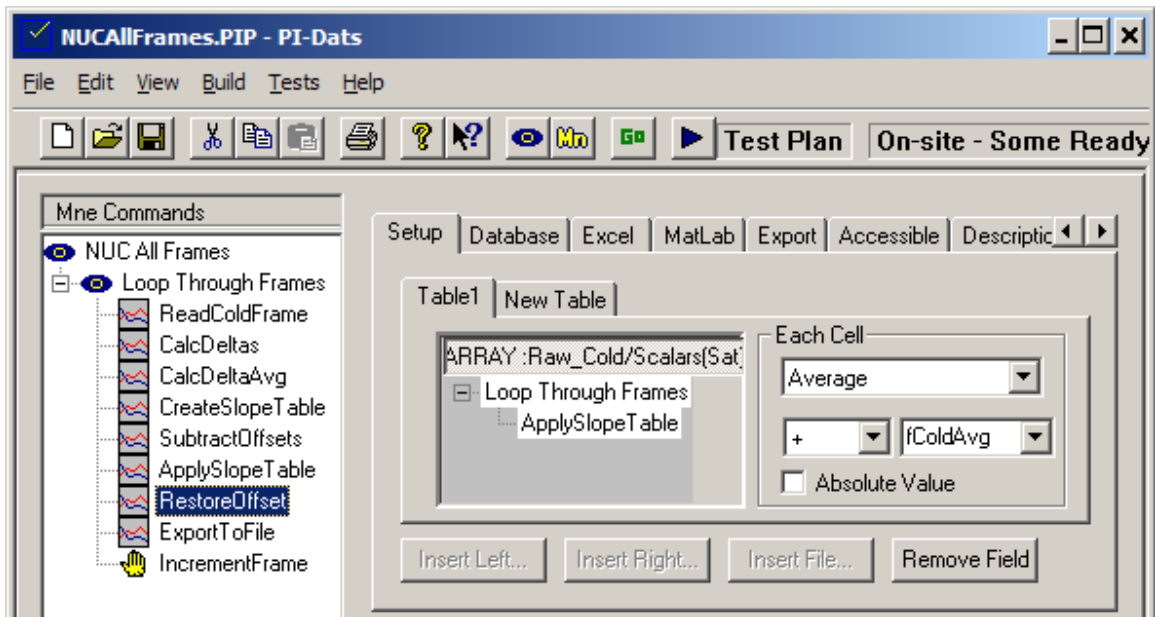 NUCAllFrames.PIP - PI-Dats
File Edit View Build Tests Help
? ? Mn Go Test Plan On-site - Some Ready
Mne Commands
NUC All Frames
Loop Through Frames
ReadColdFrame
CalcDeltas
CalcDeltaAvg
CreateSlopeTable
SubtractOffsets
ApplySlopeTable
RestoreOffset
ExportToFile
IncrementFrame
Setup Database Excel MatLab Export Accessible Descriptic
Table1 New Table
ARRAY :Raw_Cold/Scalars(Sat)
Loop Through Frames
ApplySlopeTable
Each Cell
Average
+ fColdAvg
Absolute Value
Insert Left... Insert Right... Insert File... Remove Field